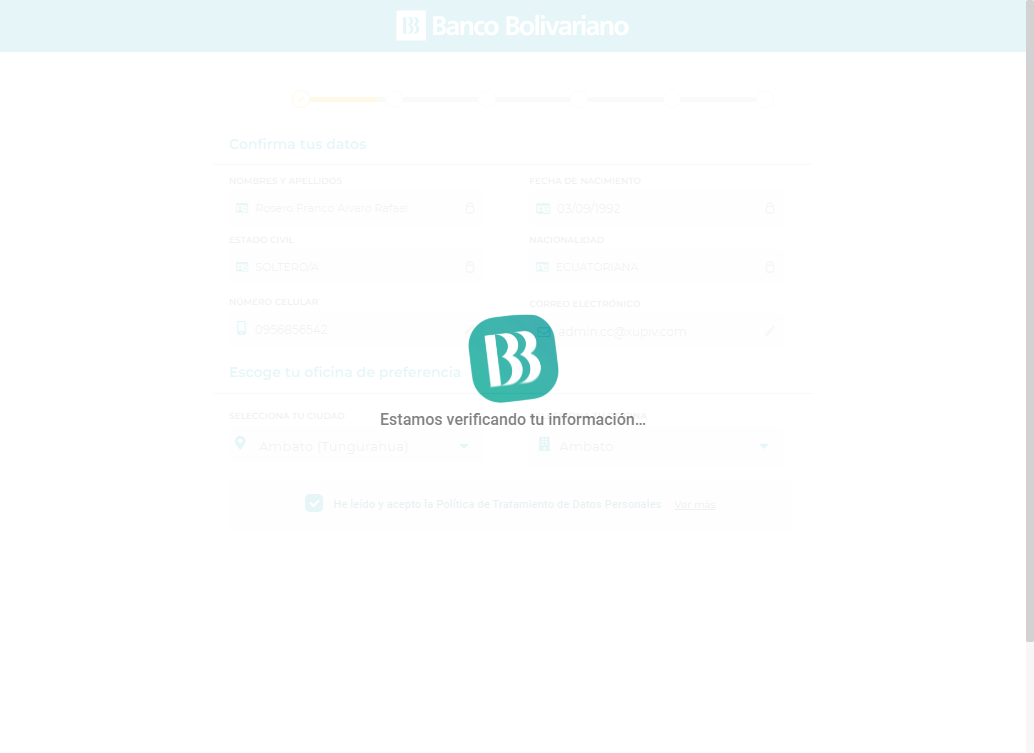 Banco Bolivariano
Confirma tus datos
NOMBRES Y APELLIDOS
FECHA DE NACIMIENTO
Rosero Franco Alvaro Rafael
03/09/1992
ESTADO CIVIL
NACIONALIDAD
SOLTERO/A
ECUATORIANA
NÚMERO CELULAR
CORREO ELECTRÓNICO
0956856542
admin.cc@xupiv.com
Escoge tu oficina de preferencia
Estamos verificando tu información...
SELECCIONA TU CIUDAD
Ambato (Tungurahua)
Ambato
He leído y acepto la Política de Tratamiento de Datos Personales
Ver más